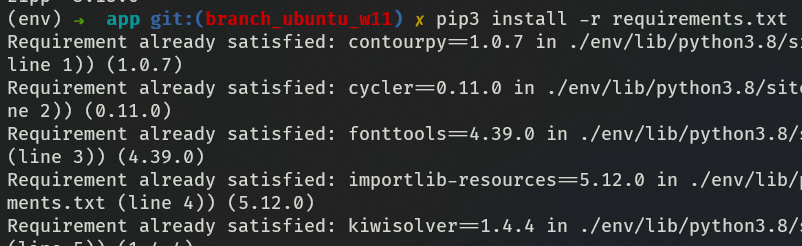 (env) → app git:(branch_ubuntu_w11) x pip3 install -r requirements.txt
Requirement already satisfied: contourpy==1.0.7 in ./env/lib/python3.8/si
line 1)) (1.0.7)
Requirement already satisfied: cycler==0.11.0 in ./env/lib/python3.8/site
ne 2)) (0.11.0)
Requirement already satisfied: fonttools==4.39.0 in ./env/lib/python3.8/
(line 3)) (4.39.0)
Requirement already satisfied: importlib-resources==5.12.0 in ./env/lib/p
ments.txt (line 4)) (5.12.0)
Requirement already satisfied: kiwisolver==1.4.4 in ./env/lib/python3.8/